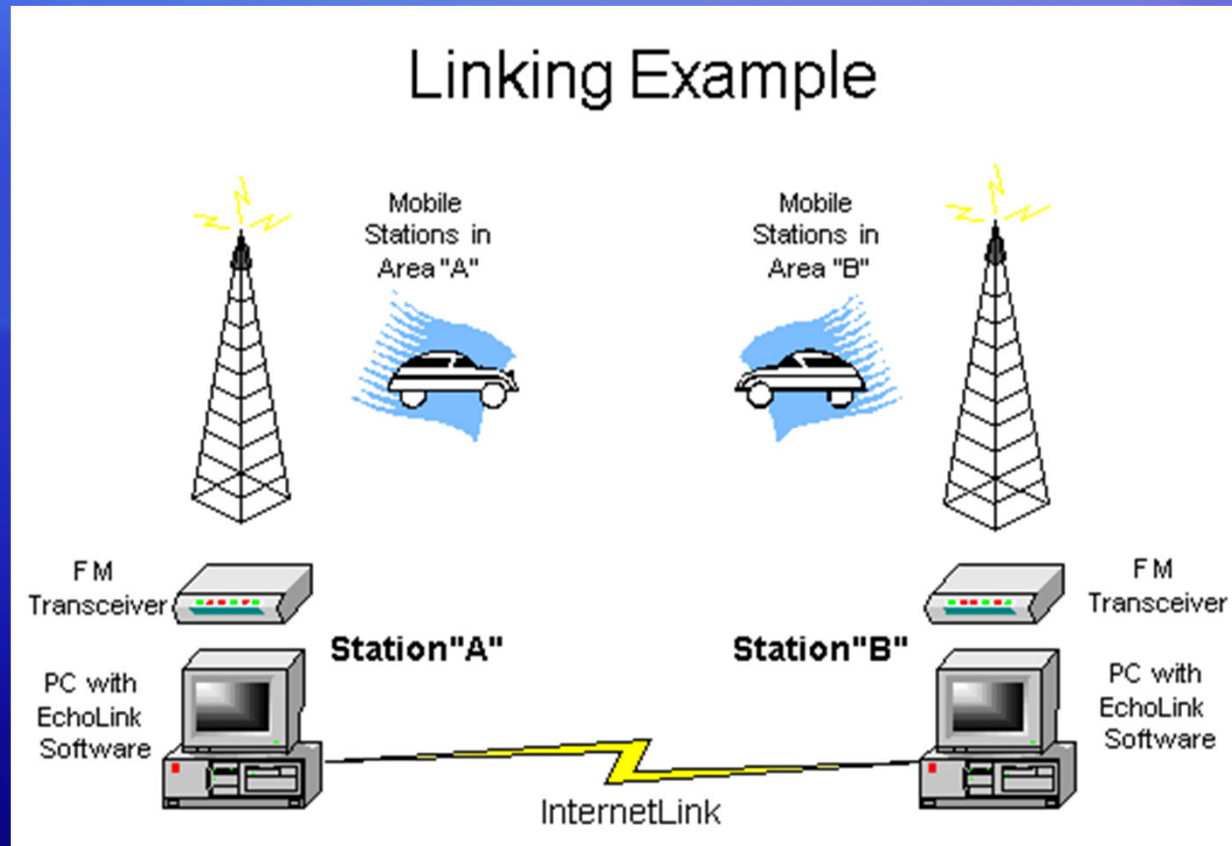 Linking Example
Mobile
Stations in
Area "A"
Mobile
Stations in
Area "B"
FM
Transceiver
FM
Transceiver
Station"A"
Station"B"
PC with
EchoLink
Software
PC with
EchoLink
Software
InternetLink